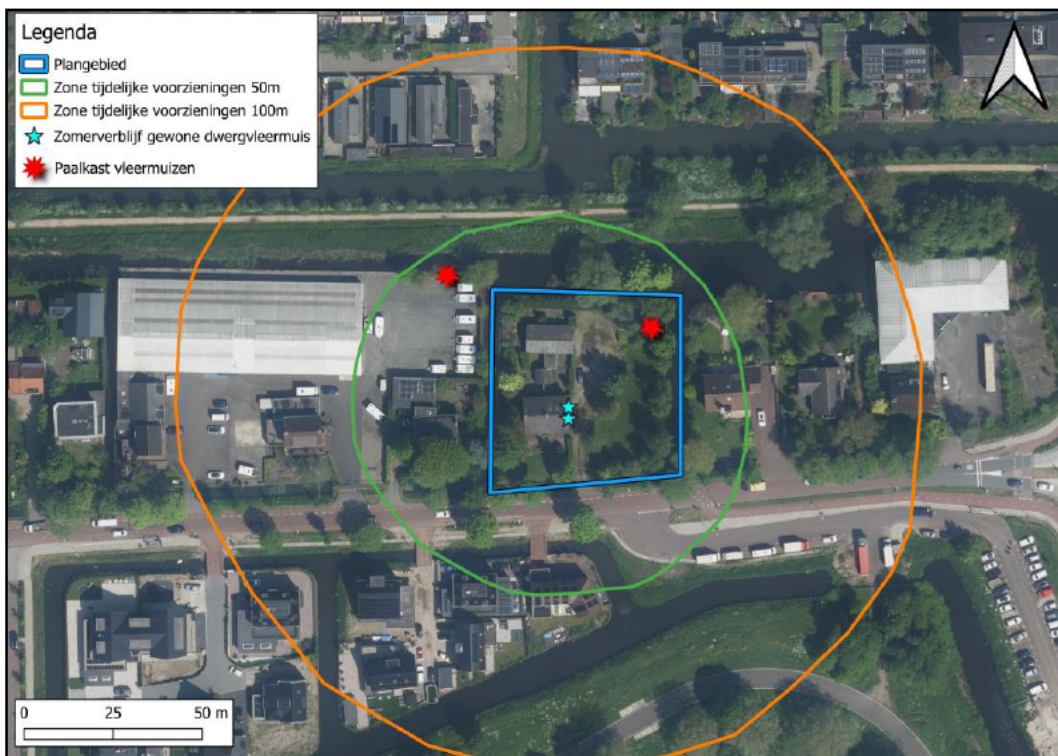 Legenda
Plangebied
Zone tijdelijke voorzieningen 50m
Zone tijdelijke voorzieningen 100m
Zomerverblijf gewone dwergvleermuis
Paalkast vleermuizen
0 25 50 m